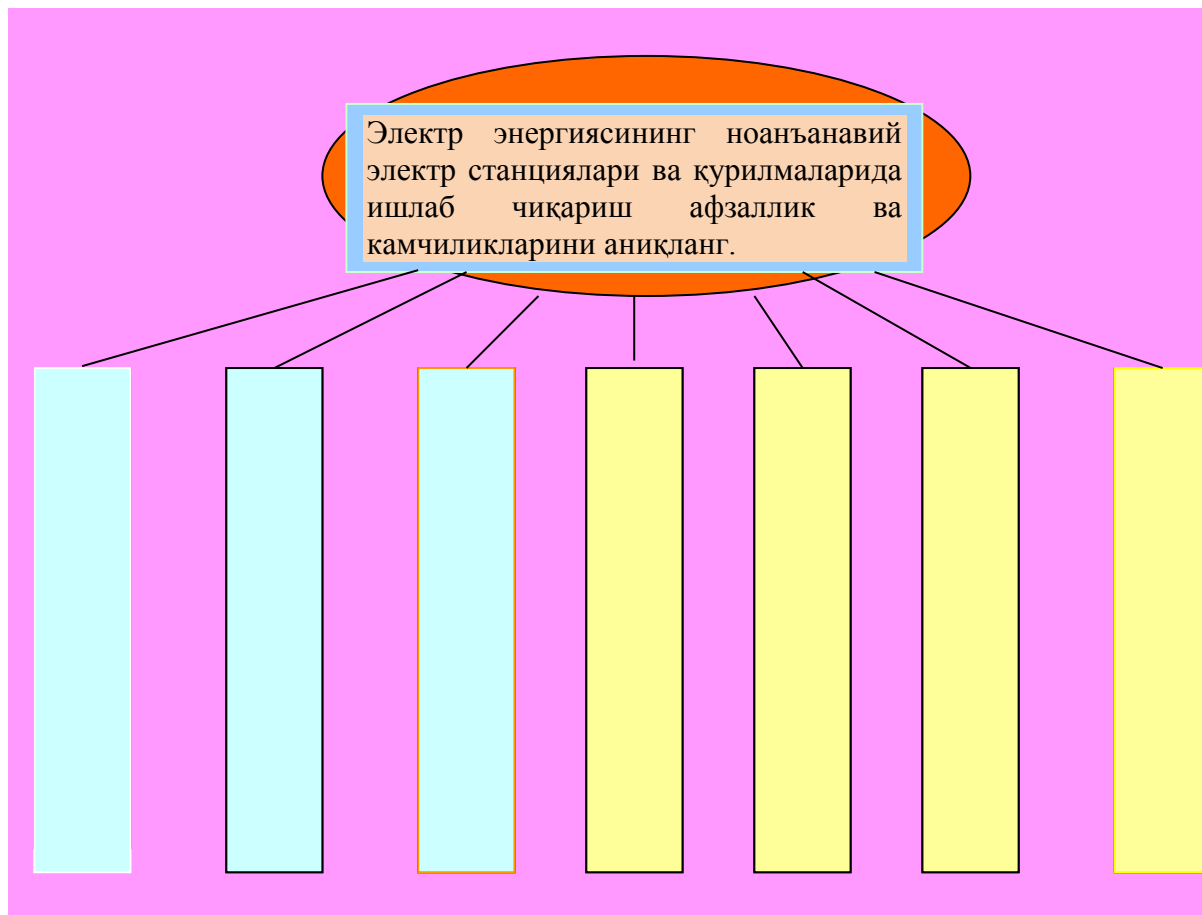 Электр энергиясининг ноанъанавий
электр станциялари ва қурилмаларида
ишлаб чиқариш афзаллик ва
камчиликларини аниқланг.